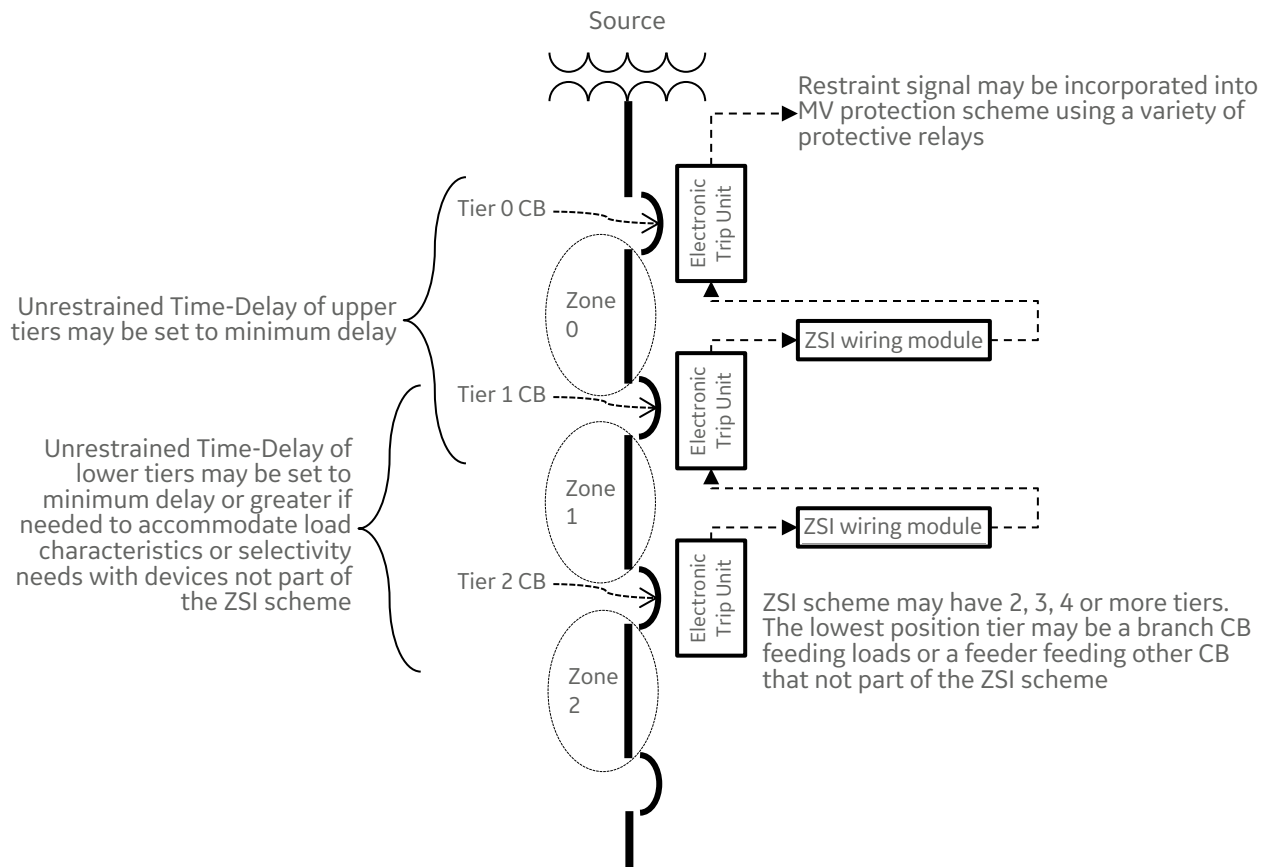 Source
Restraint signal may be incorporated into
MV protection scheme using a variety of
protective relays
Electronic
Trip Unit
Tier 0 CB
Zone
0
Unrestrained Time-Delay of upper
tiers may be set to minimum delay
ZSI wiring module
Electronic
Trip Unit
Tier 1 CB
Unrestrained Time-Delay of
lower tiers may be set to
minimum delay or greater if
needed to accommodate load
characteristics or selectivity
needs with devices not part of
the ZSI scheme
Zone
1
ZSI wiring module
Electronic
Trip Unit
Tier 2 CB
ZSI scheme may have 2, 3, 4 or more tiers.
The lowest position tier may be a branch CB
feeding loads or a feeder feeding other CB
that not part of the ZSI scheme
Zone
2